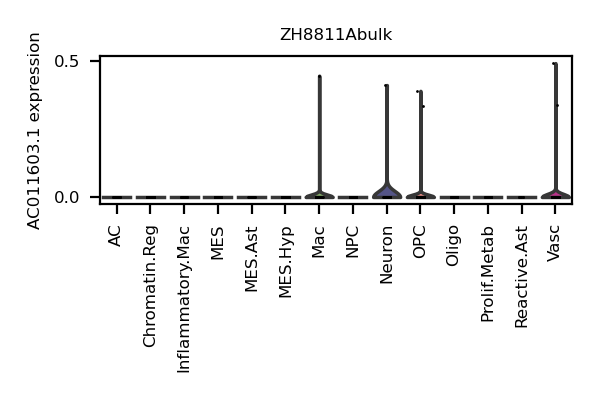 ZH8811Abulk
AC011603.1 expression
0.5
0.0
AC
Chromatin.Reg
Inflammatory.Mac
MES
MES.Ast
MES.Hyp
Mac
NPC
Neuron
OPC
Oligo
Prolif.Metab
Reactive.Ast
Vasc